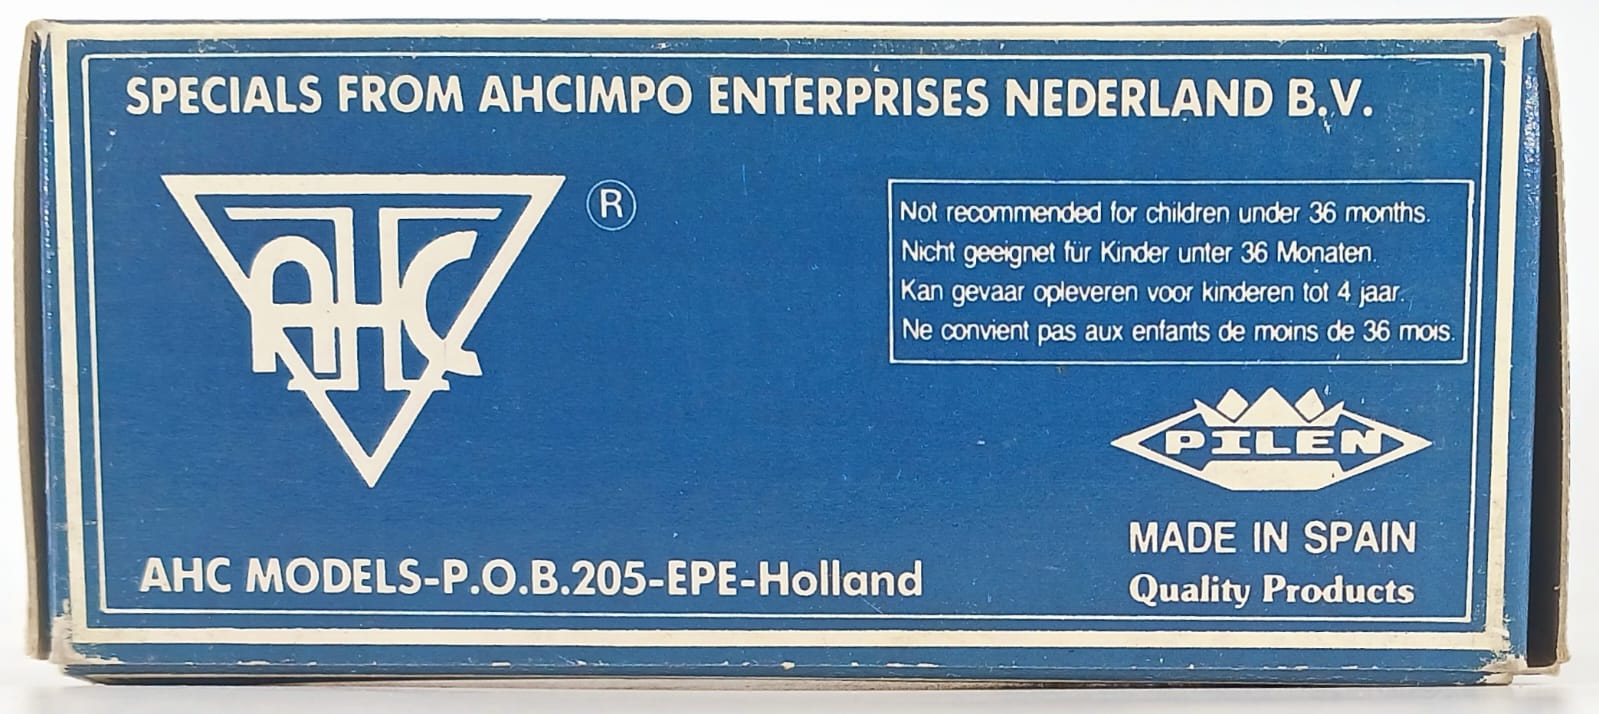 SPECIALS FROM AHCIMPO ENTERPRISES NEDERLAND B.V.
AHC ®
Not recommended for children under 36 months.
Nicht geeignet für Kinder unter 36 Monaten.
Kan gevaar opleveren voor kinderen tot 4 jaar.
Ne convient pas aux enfants de moins de 36 mois.
PILEN
MADE IN SPAIN
Quality Products
AHC MODELS-P.O.B.205-EPE-Holland